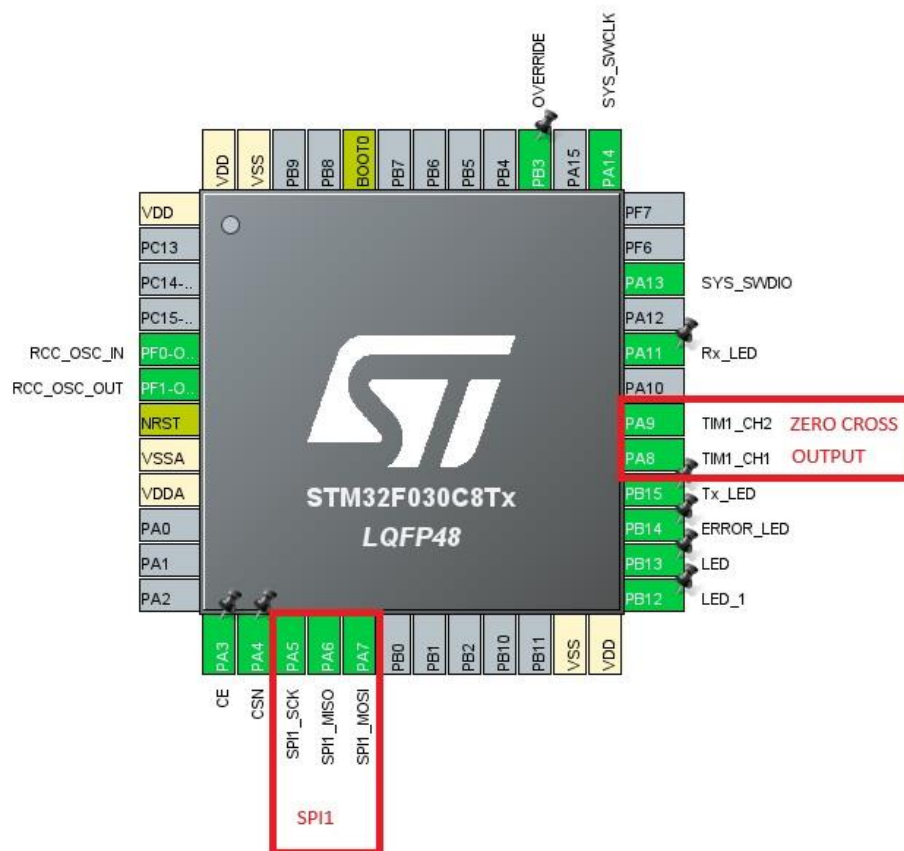 OVERRIDE
SYS_SWCLK
VDD
VSS
PB9
PB8
BOOT0
PB7
PB6
PB5
PB4
PB3
PA15
PA14
VDD
PC13
PC14-..
PC15-..
RCC_OSC_IN PF0-O..
RCC_OSC_OUT PF1-O..
NRST
VSSA
VDDA
PA0
PA1
PA2
ST
STM32F030C8Tx
LQFP48
PF7
PF6
PA13 SYS_SWDIO
PA12
PA11 Rx_LED
PA10
PA9 TIM1_CH2 ZERO CROSS
PA8 TIM1_CH1 OUTPUT
PB15 Tx_LED
PB14 ERROR_LED
PB13 LED
PB12 LED_1
PA3
PA4
PA5
PA6
PA7
PB0
PB1
PB2
PB10
PB11
VSS
VDD
CE
CSN
SPI1_SCK
SPI1_MISO
SPI1_MOSI
SPI1